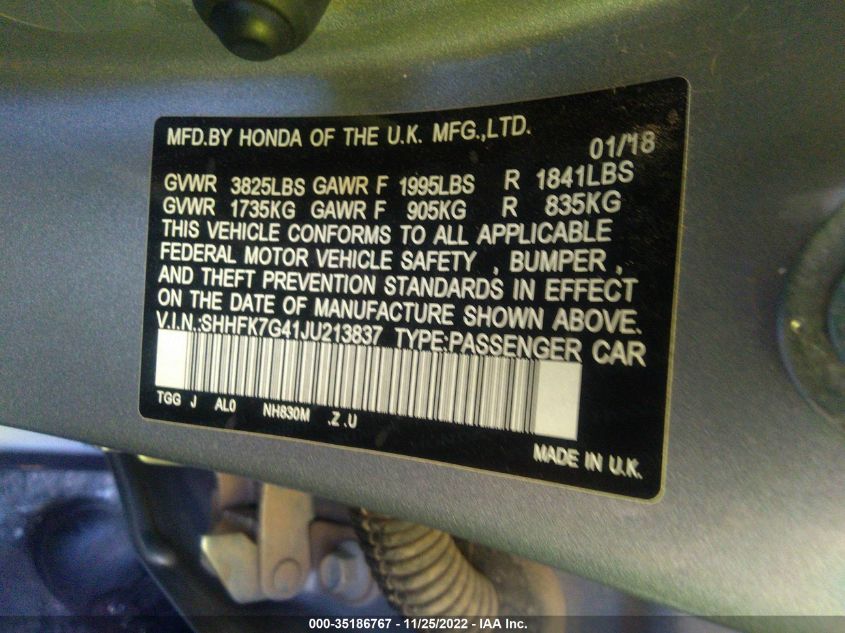 MFD.BY HONDA OF THE U.K. MFG.,LTD.
01/18
GVWR 3825LBS GAWR F 1995LBS R 1841LBS
GVWR 1735KG GAWR F 905KG R 835KG
THIS VEHICLE CONFORMS TO ALL APPLICABLE
FEDERAL MOTOR VEHICLE SAFETY , BUMPER ,
AND THEFT PREVENTION STANDARDS IN EFFECT
ON THE DATE OF MANUFACTURE SHOWN ABOVE.
V.I.N.:SHHFK7G41JU213837 TYPE:PASSENGER CAR
TGG J AL0 NH830M .Z .U
MADE IN U.K.
000-35186767 • 11/25/2022 • IAA Inc.